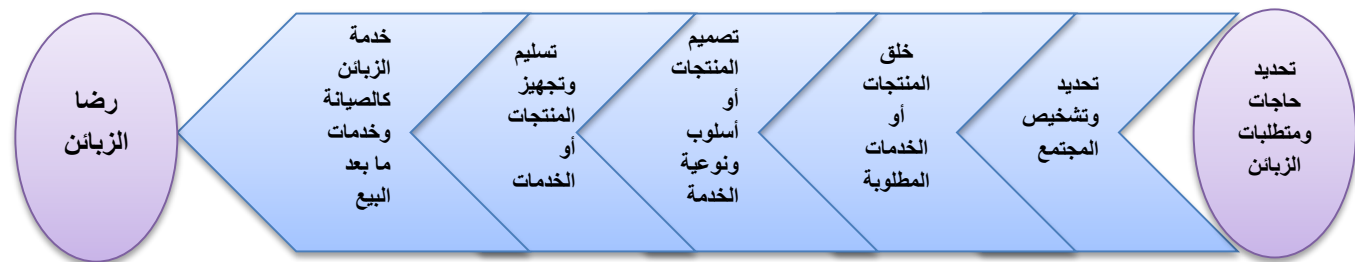 تحديد
حاجات
ومتطلبات
الزبائن
تحديد
وتشخيص
المجتمع
خلق
المنتجات
أو
الخدمات
المطلوبة
تصميم
المنتجات
أو
أسلوب
ونوعية
الخدمة
تسليم
وتجهيز
المنتجات
أو
الخدمات
خدمة
الزبائن
كالصيانة
وخدمات
ما بعد
البيع
رضا
الزبائن